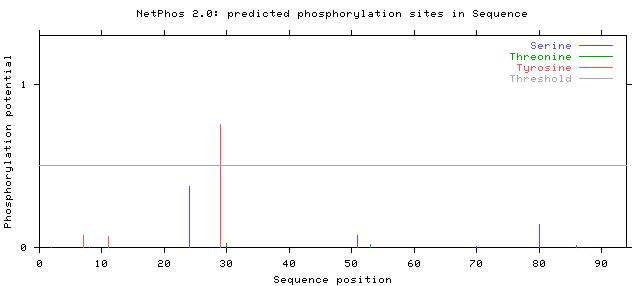 NetPhos 2.0: predicted phosphorylation sites in Sequence
Serine
Threonine
Tyrosine
Threshold
Phosphorylation potential
1
0
0 10 20 30 40 50 60 70 80 90
Sequence position